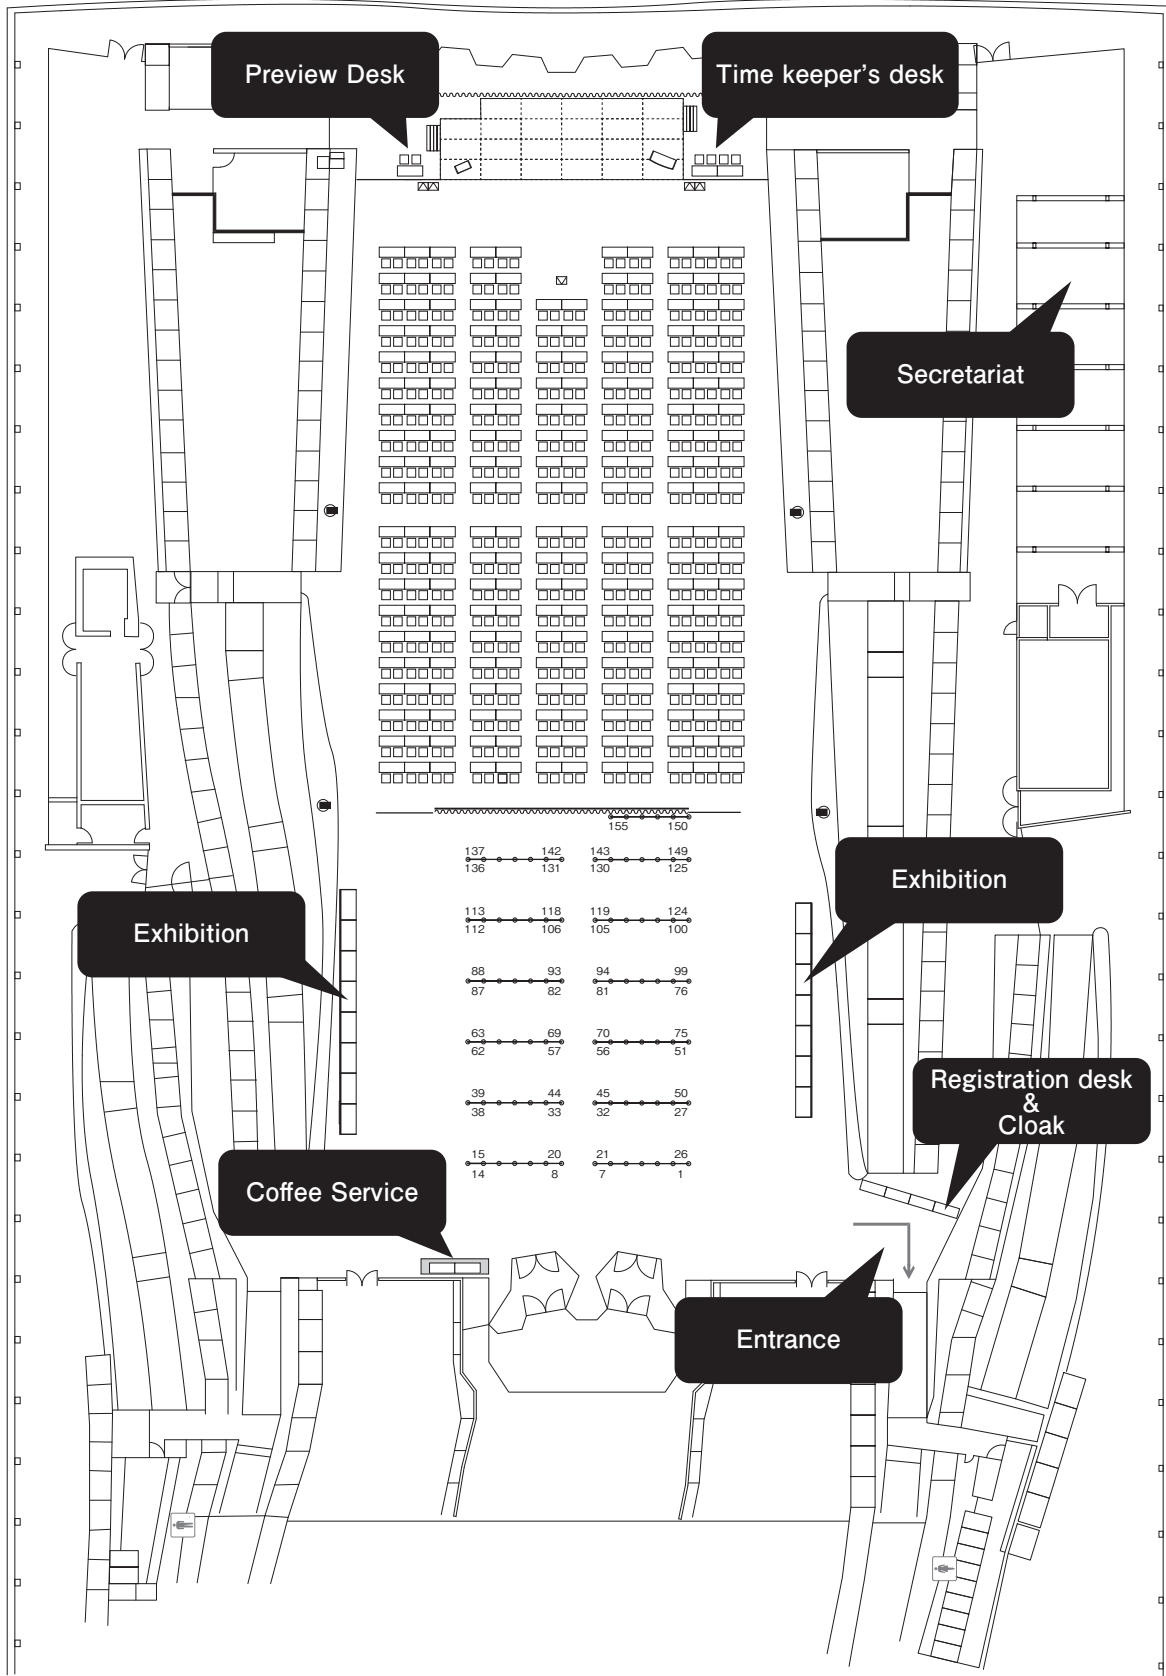 Preview Desk
Time keeper's desk
Secretariat
155 150
137 142 143 149
136 131 130 125
Exhibition
Exhibition
113 118 119 124
112 106 105 100
88 93 94 99
87 82 81 76
63 69 70 75
62 57 56 51
Registration desk
&
Cloak
39 44 45 50
38 33 32 27
15 20 21 26
14 8 7 1
Coffee Service
Entrance